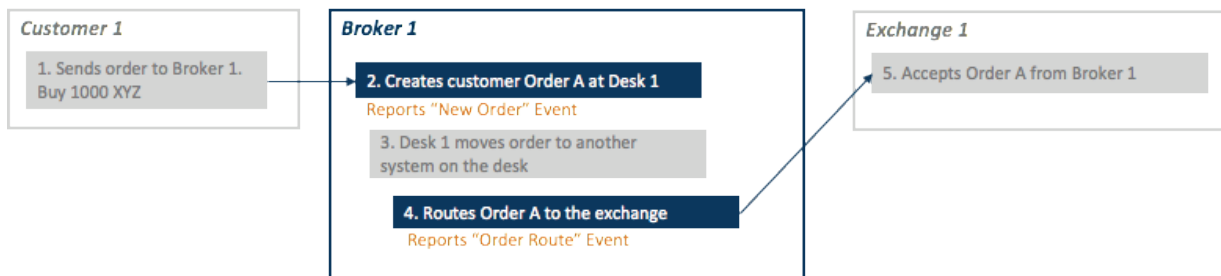 Customer 1
1. Sends order to Broker 1.
Buy 1000 XYZ
Broker 1
2. Creates customer Order A at Desk 1
Reports “New Order” Event
3. Desk 1 moves order to another
system on the desk
4. Routes Order A to the exchange
Reports “Order Route” Event
Exchange 1
5. Accepts Order A from Broker 1